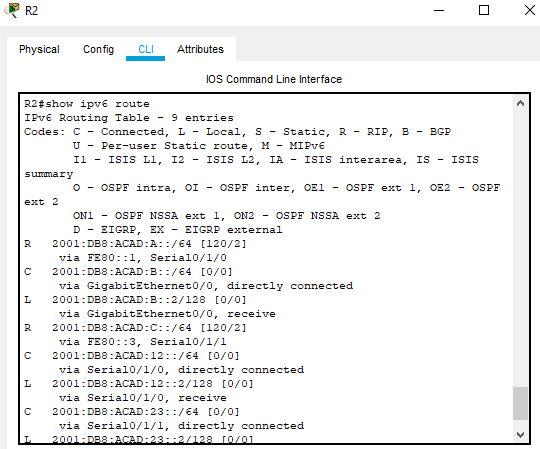 R2
Physical Config CLI Attributes
IOS Command Line Interface
R2#show ipv6 route
IPv6 Routing Table - 9 entries
Codes: C - Connected, L - Local, S - Static, R - RIP, B - BGP
U - Per-user Static route, M - MIPv6
I1 - ISIS L1, I2 - ISIS L2, IA - ISIS interarea, IS - ISIS
summary
O - OSPF intra, OI - OSPF inter, OE1 - OSPF ext 1, OE2 - OSPF
ext 2
ON1 - OSPF NSSA ext 1, ON2 - OSPF NSSA ext 2
D - EIGRP, EX - EIGRP external
R 2001:DB8:ACAD:A::/64 [120/2]
via FE80::1, Serial0/1/0
C 2001:DB8:ACAD:B::/64 [0/0]
via GigabitEthernet0/0, directly connected
L 2001:DB8:ACAD:B::2/128 [0/0]
via GigabitEthernet0/0, receive
R 2001:DB8:ACAD:C::/64 [120/2]
via FE80::3, Serial0/1/1
C 2001:DB8:ACAD:12::/64 [0/0]
via Serial0/1/0, directly connected
L 2001:DB8:ACAD:12::2/128 [0/0]
via Serial0/1/0, receive
C 2001:DB8:ACAD:23::/64 [0/0]
via Serial0/1/1, directly connected
L 2001:DB8:ACAD:23::2/128 [0/0]